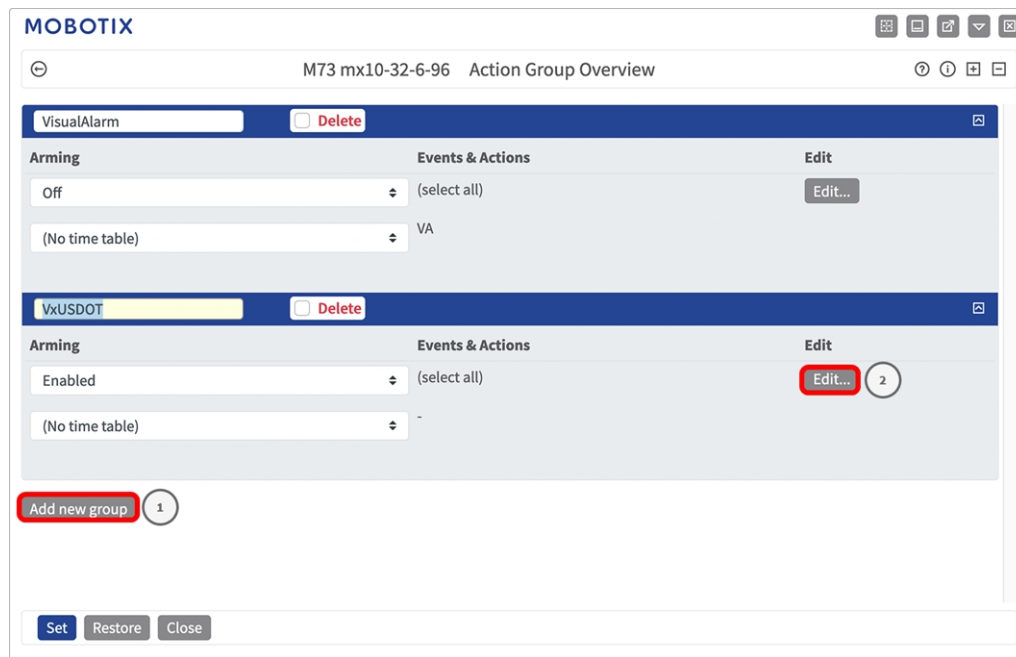 MOBOTIX
M73 mx10-32-6-96 Action Group Overview
VisualAlarm Delete
Arming Events & Actions Edit
Off (select all) Edit...
(No time table) VA
VxUSDOT Delete
Arming Events & Actions Edit
Enabled (select all) Edit... 2
(No time table) -
Add new group 1
Set Restore Close